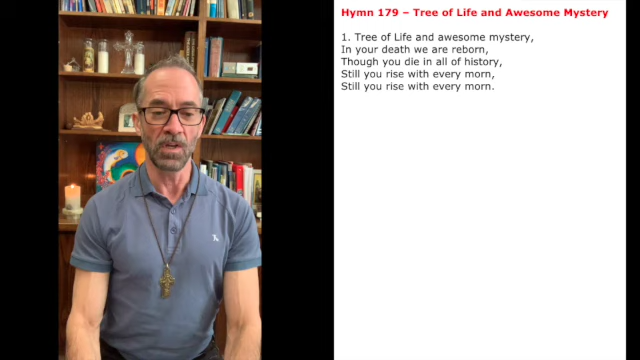 Hymn 179 – Tree of Life and Awesome Mystery
1. Tree of Life and awesome mystery,
In your death we are reborn,
Though you die in all of history,
Still you rise with every morn,
Still you rise with every morn.